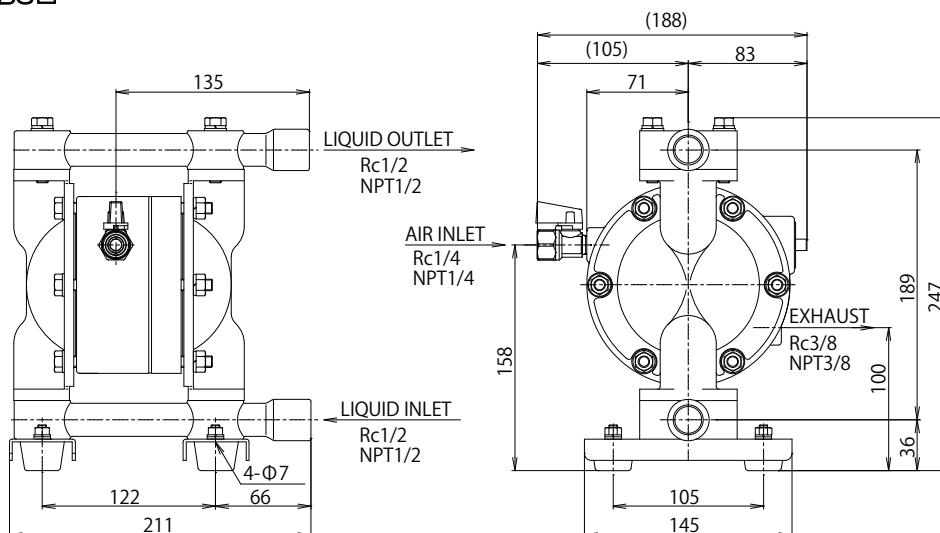 (188)
(105)
83
135
71
LIQUID OUTLET
Rc1/2
NPT1/2
AIR INLET
Rc1/4
NPT1/4
189
247
EXHAUST
Rc3/8
NPT3/8
158
100
LIQUID INLET
Rc1/2
NPT1/2
36
4-Φ7
122
66
105
211
145